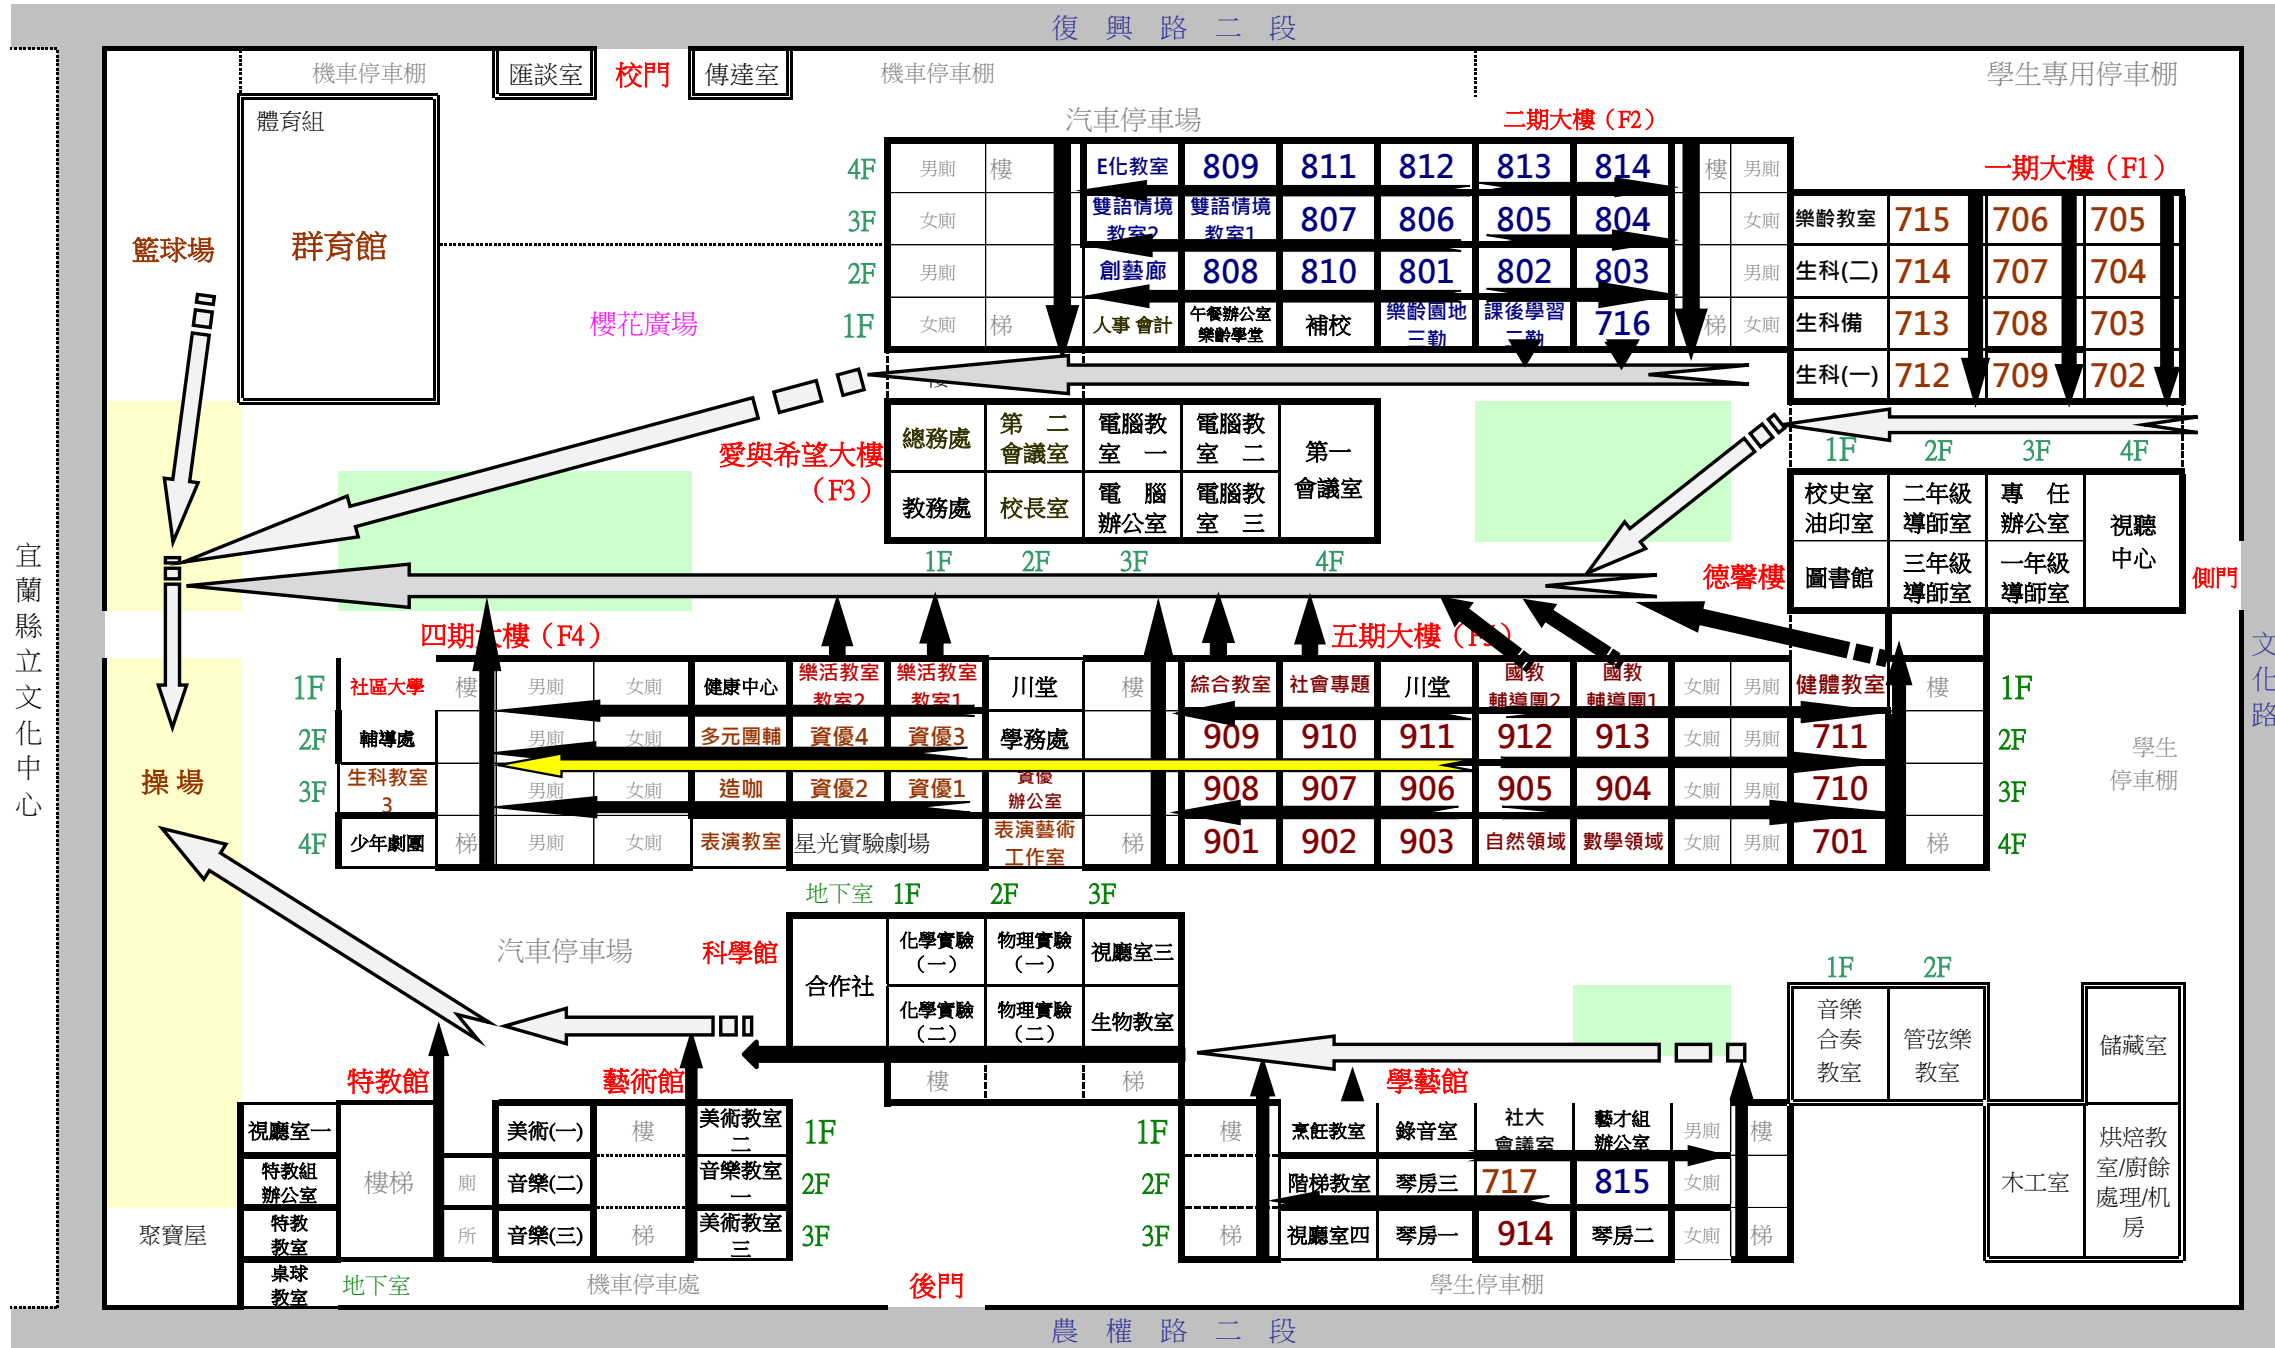 復 興 路 二 段
機車停車棚
匯談室
校門
傳達室
機車停車棚
學生專用停車棚
體育組
汽車停車場
二期大樓（F2）
一期大樓（F1）
4F 男廁 樓 E化教室 809 811 812 813 814 樓 男廁
3F 女廁 雙語情境 雙語情境 807 806 805 804 女廁
教室2 教室1
2F 男廁 創藝廊 808 810 801 802 803 男廁
1F 女廁 梯 人事 會計 午餐辦公室 補校 樂齡園地 課後學習 716 梯 女廁
樂齡學堂 三勤 二勤
樂齡教室 715 706 705
生科(二) 714 707 704
生科備 713 708 703
生科(一) 712 709 702
籃球場
群育館
櫻花廣場
愛與希望大樓
（F3）
總務處 第 二 電腦教 電腦教 第一
會議室 室 一 室 二 會議室
教務處 校長室 電 腦 電腦教
辦公室 室 三
1F 2F 3F 4F
1F 2F 3F 4F
校史室 二年級 專 任 視聽
油印室 導師室 辦公室 中心
圖書館 三年級 一年級
導師室 導師室
德馨樓
側門
宜蘭縣立文化中心
文化路
四期大樓（F4）
五期大樓（F5）
1F 社區大學 樓 男廁 女廁 健康中心 樂活教室 樂活教室 川堂 樓 綜合教室 社會專題 川堂 國教 國教 女廁 男廁 健體教室 樓 1F
教室2 教室1 輔導團2 輔導團1
2F 輔導處 男廁 女廁 多元團輔 資優4 資優3 學務處 909 910 911 912 913 女廁 男廁 711 2F
3F 生科教室 男廁 女廁 造咖 資優2 資優1 資優 908 907 906 905 904 女廁 男廁 710 3F
3 辦公室
4F 少年劇團 梯 男廁 女廁 表演教室 星光實驗劇場 表演藝術 梯 901 902 903 自然領域 數學領域 女廁 男廁 701 梯 4F
工作室
操 場
學生
停車棚
地下室 1F 2F 3F
汽車停車場
科學館
合作社
化學實驗 物理實驗 視廳室三
（一） （一）
化學實驗 物理實驗 生物教室
（二） （二）
樓 梯
1F 2F
音樂 管弦樂
合奏 教室
教室
儲藏室
木工室
烘焙教
室/廚餘
處理/机
房
特教館
藝術館
學藝館
視廳室一 樓梯 美術(一) 樓 美術教室 1F
二
特教組 廁 音樂(二) 音樂教室 2F
辦公室 一
特教 所 音樂(三) 梯 美術教室 3F
教室 三
桌球
教室
聚寶屋
地下室
機車停車處
後門
1F 樓 烹飪教室 錄音室 社大 藝才組 男廁 樓
會議室 辦公室
2F 階梯教室 琴房三 717 815 女廁
3F 梯 視廳室四 琴房一 914 琴房二 女廁 梯
學生停車棚
農 權 路 二 段